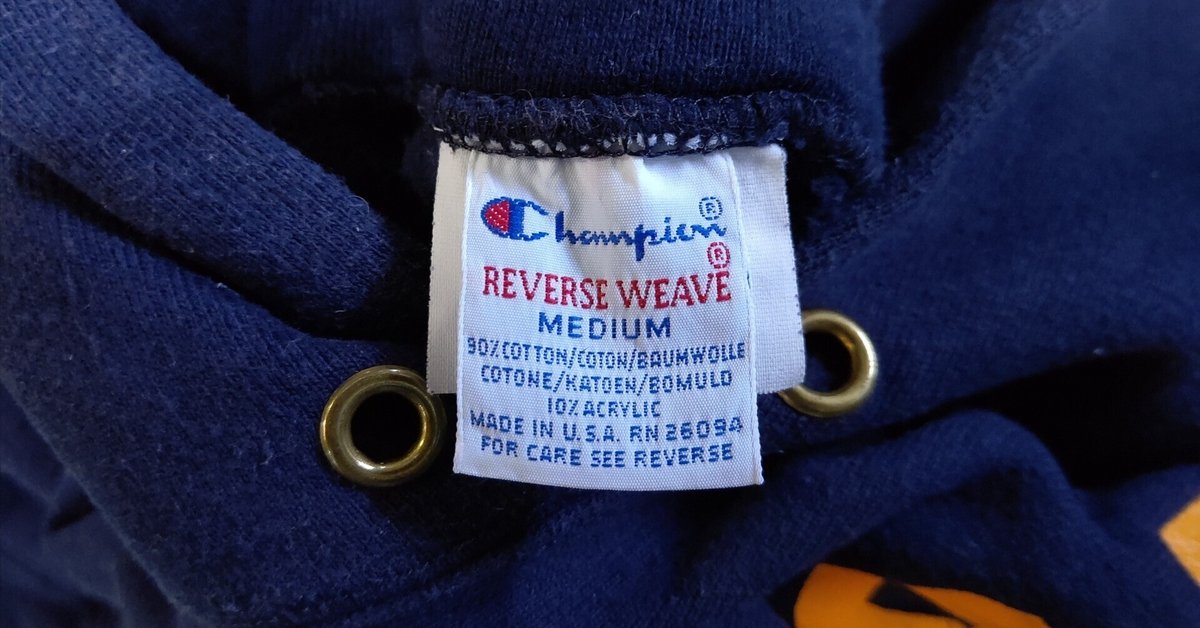 Champion®
REVERSE WEAVE®
MEDIUM
90% COTTON/COTON/BAUMWOLLE
COTONE/KATOEN/BOMULD
10% ACRYLIC
MADE IN U.S.A. RN 26094
FOR CARE SEE REVERSE